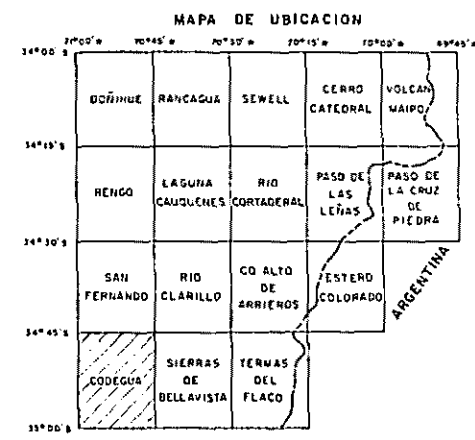 MAPA DE UBICACION
71°00'W 70°45'W 70°30'W 70°15'W 70°00'W 69°45'W
34°00'S
DOÑIHUE RANCAGUA SEWELL CERRO CATEDRAL VOLCAN MAIPO
34°15'S
RENGO LAGUNA CAUQUENES RIO CORTADERAL PASO DE LAS LEÑAS PASO DE LA CRUZ DE PIEDRA
34°30'S
SAN FERNANDO RIO CLARILLO CO ALTO DE ARRIEROS ESTERO COLORADO
ARGENTINA
34°45'S
CODEGUA SIERRAS DE BELLAVISTA TERMAS DEL FLACO
35°00'S